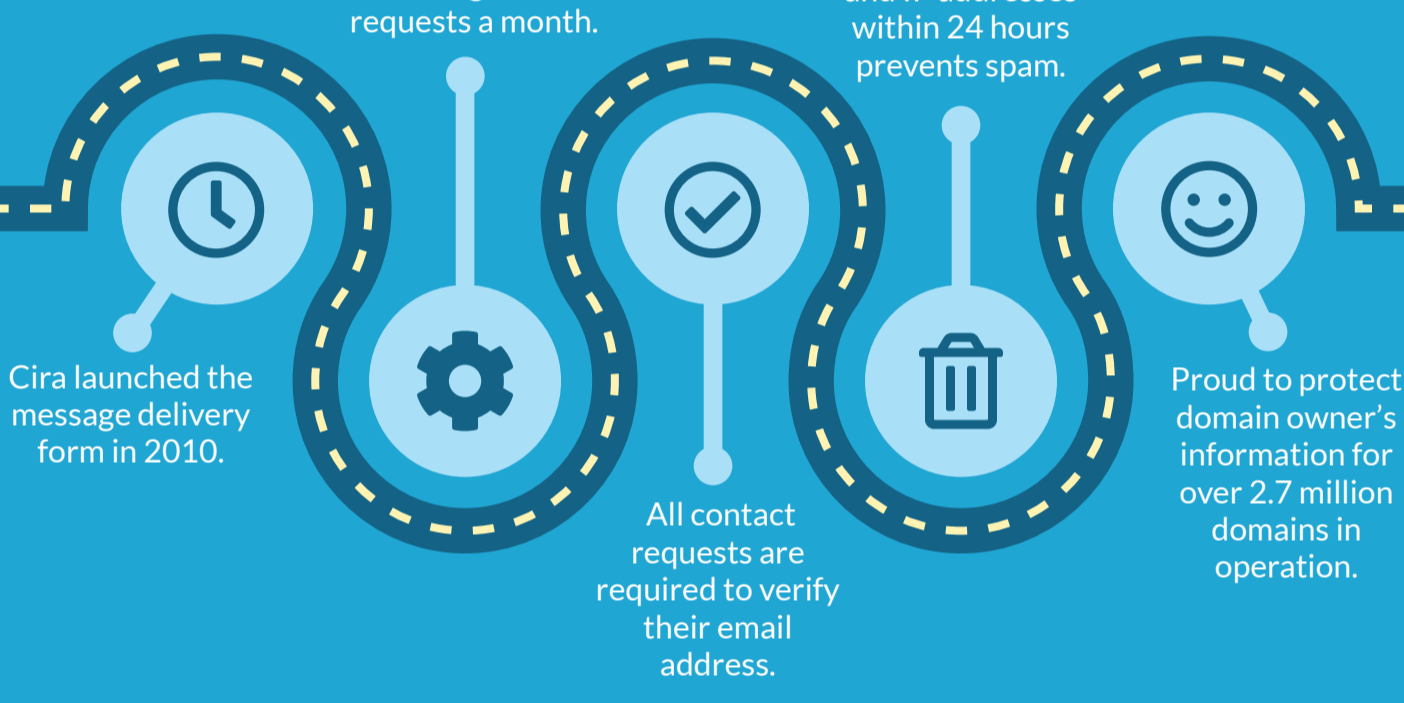 requests a month.
within 24 hours
prevents spam.
Cira launched the
message delivery
form in 2010.
All contact
requests are
required to verify
their email
address.
Proud to protect
domain owner’s
information for
over 2.7 million
domains in
operation.